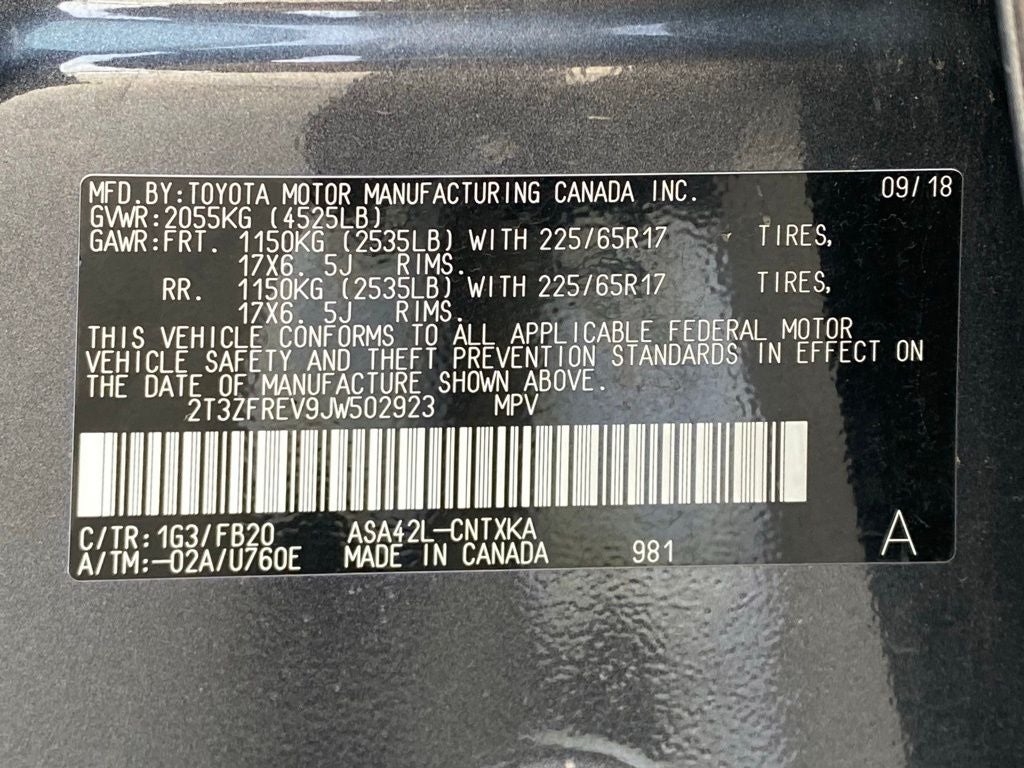 MFD.BY:TOYOTA MOTOR MANUFACTURING CANADA INC. 09/18
GVWR:2055KG (4525LB)
GAWR:FRT. 1150KG (2535LB) WITH 225/65R17 TIRES,
17X6. 5J RIMS.
RR. 1150KG (2535LB) WITH 225/65R17 TIRES,
17X6. 5J RIMS.
THIS VEHICLE CONFORMS TO ALL APPLICABLE FEDERAL MOTOR
VEHICLE SAFETY AND THEFT PREVENTION STANDARDS IN EFFECT ON
THE DATE OF MANUFACTURE SHOWN ABOVE.
2T3ZFREV9JW502923 MPV
C/TR:1G3/FB20 ASA42L-CNTXKA
A/TM:-02A/U760E MADE IN CANADA 981 A